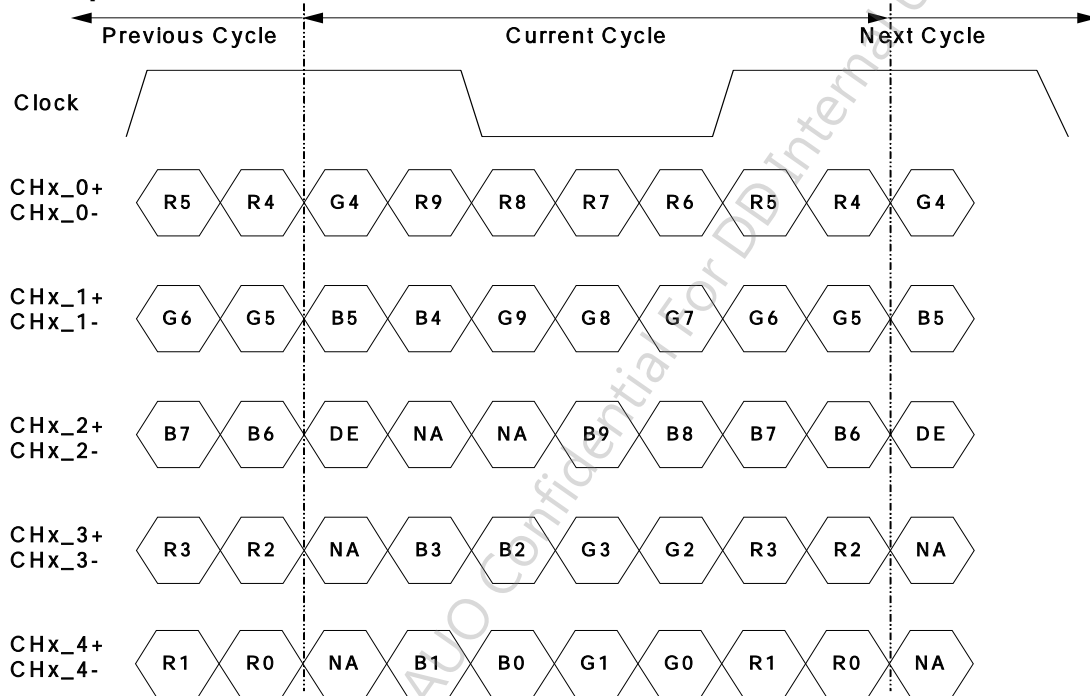 Previous Cycle Current Cycle Next Cycle
Clock
CHx_0+
CHx_0-
R5 R4 G4 R9 R8 R7 R6 R5 R4 G4
CHx_1+
CHx_1-
G6 G5 B5 B4 G9 G8 G7 G6 G5 B5
CHx_2+
CHx_2-
B7 B6 DE NA NA B9 B8 B7 B6 DE
CHx_3+
CHx_3-
R3 R2 NA B3 B2 G3 G2 R3 R2 NA
CHx_4+
CHx_4-
R1 R0 NA B1 B0 G1 G0 R1 R0 NA
AUO Confidential For DD Internal